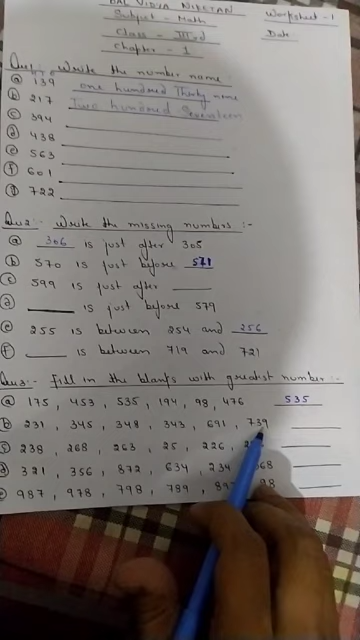 BAL VIDYA NIKETAN
Worksheet - 1
Subject - Math
Date:
Class - IIIrd
Chapter - 1
Que1:- Write the number name:
(a) 139 one hundred Thirty nine
(b) 217 Two hundred Seventeen
(c) 394
(d) 438
(e) 563
(f) 601
(g) 722
Que2:- Write the missing numbers:-
(a) 306 is just after 305
(b) 570 is just before 571
(c) 599 is just after
(d) is just before 579
(e) 255 is between 254 and 256
(f) is between 719 and 721
Que3:- Fill in the blanks with greatest number:-
(a) 175, 453, 535, 194, 98, 476 535
(b) 231, 345, 348, 343, 691, 739
(c) 238, 268, 263, 25, 226,
(d) 321, 356, 872, 634, 234, 68
(e) 987, 978, 798, 789, 98